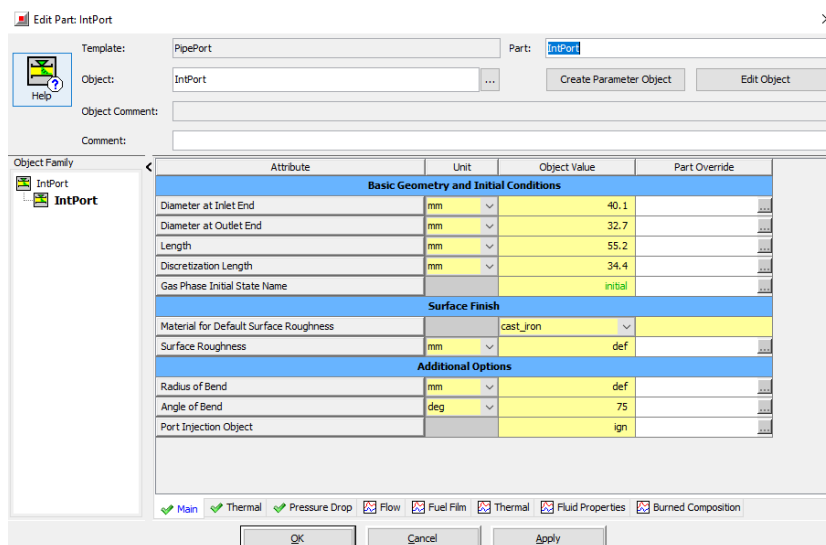 Edit Part: IntPort
Template: PipePort Part: IntPort
Help
Object: IntPort ... Create Parameter Object Edit Object
Object Comment:
Comment:
Object Family
IntPort
IntPort
Attribute Unit Object Value Part Override
Basic Geometry and Initial Conditions
Diameter at Inlet End mm 40.1 ...
Diameter at Outlet End mm 32.7 ...
Length mm 55.2 ...
Discretization Length mm 34.4 ...
Gas Phase Initial State Name initial ...
Surface Finish
Material for Default Surface Roughness cast_iron
Surface Roughness mm def ...
Additional Options
Radius of Bend mm def ...
Angle of Bend deg 75 ...
Port Injection Object ign ...
Main Thermal Pressure Drop Flow Fuel Film Thermal Fluid Properties Burned Composition
OK Cancel Apply